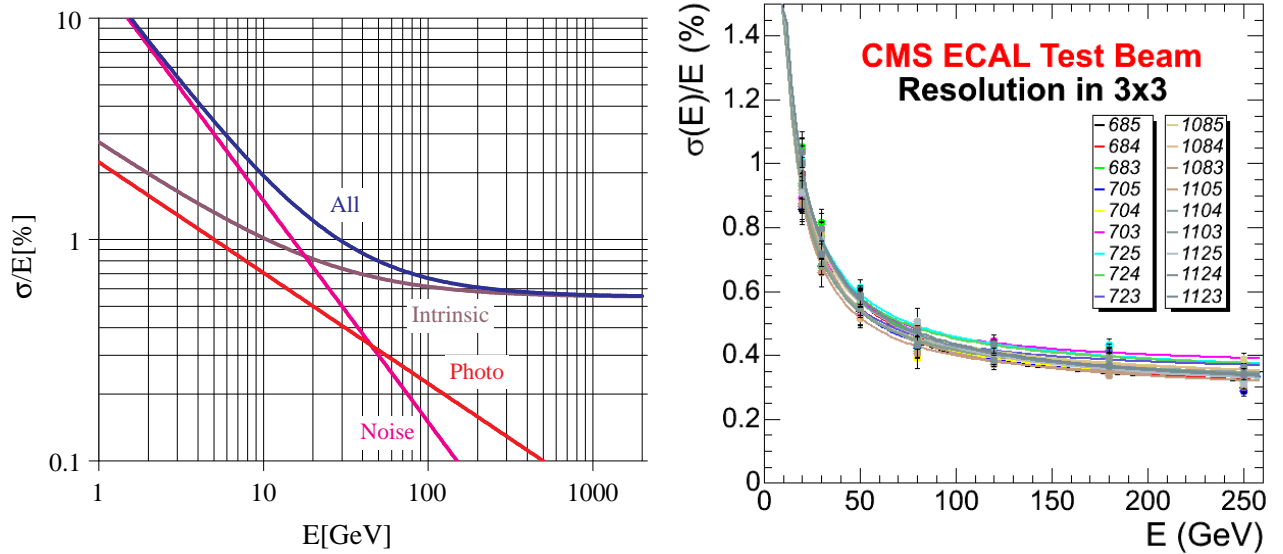 10
1
0.1
σ/E[%]
All
Intrinsic
Photo
Noise
1 10 100 1000
E[GeV]
σ(E)/E (%)
1.4
1.2
1
0.8
0.6
0.4
0.2
0
CMS ECAL Test Beam
Resolution in 3x3
685 1085
684 1084
683 1083
705 1105
704 1104
703 1103
725 1125
724 1124
723 1123
0 50 100 150 200 250
E (GeV)